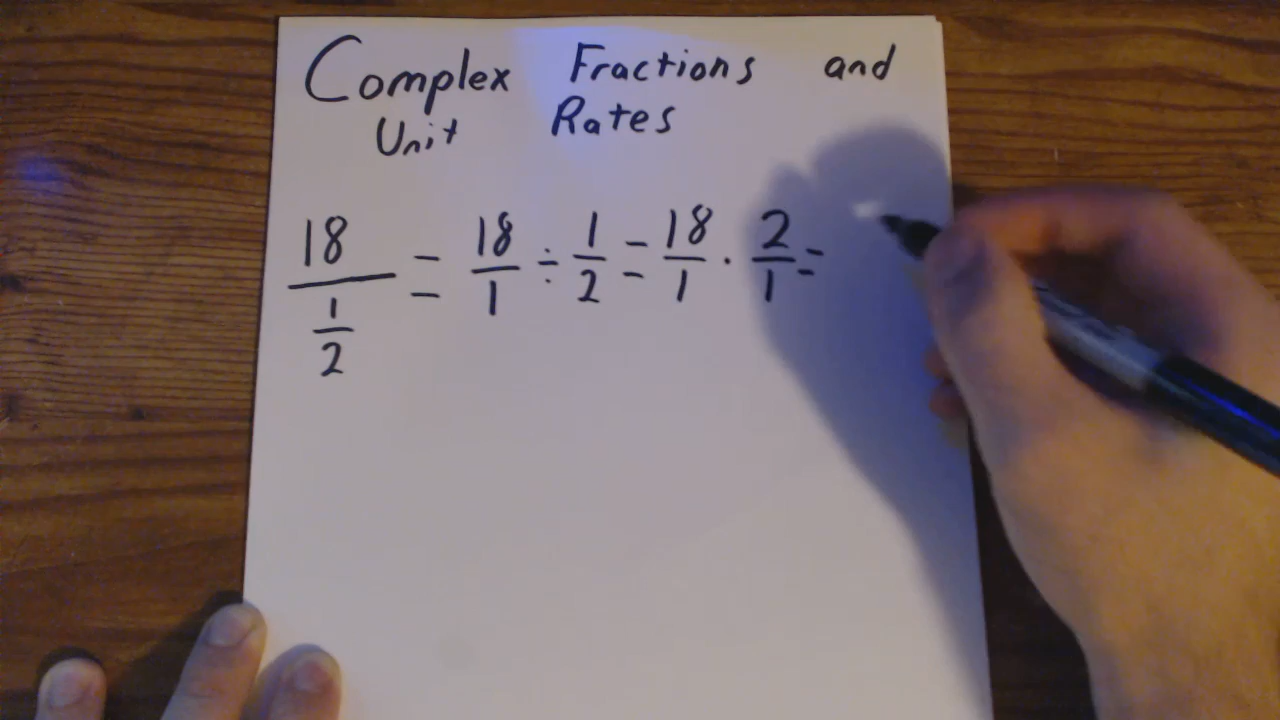 Complex Fractions and
Unit Rates
18/(1/2) = 18/1 ÷ 1/2 = 18/1 · 2/1 =